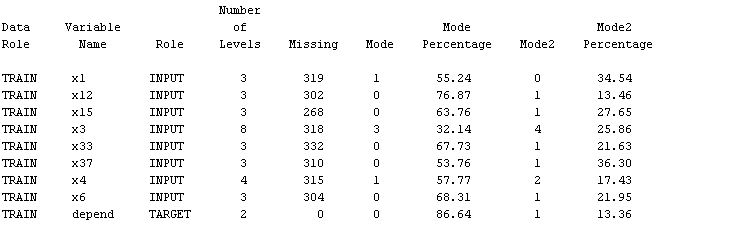 Number
Data Variable of Mode Mode2
Role Name Role Levels Missing Mode Percentage Mode2 Percentage
TRAIN x1 INPUT 3 319 1 55.24 0 34.54
TRAIN x12 INPUT 3 302 0 76.87 1 13.46
TRAIN x15 INPUT 3 268 0 63.76 1 27.65
TRAIN x3 INPUT 8 318 3 32.14 4 25.86
TRAIN x33 INPUT 3 332 0 67.73 1 21.63
TRAIN x37 INPUT 3 310 0 53.76 1 36.30
TRAIN x4 INPUT 4 315 1 57.77 2 17.43
TRAIN x6 INPUT 3 304 0 68.31 1 21.95
TRAIN depend TARGET 2 0 0 86.64 1 13.36